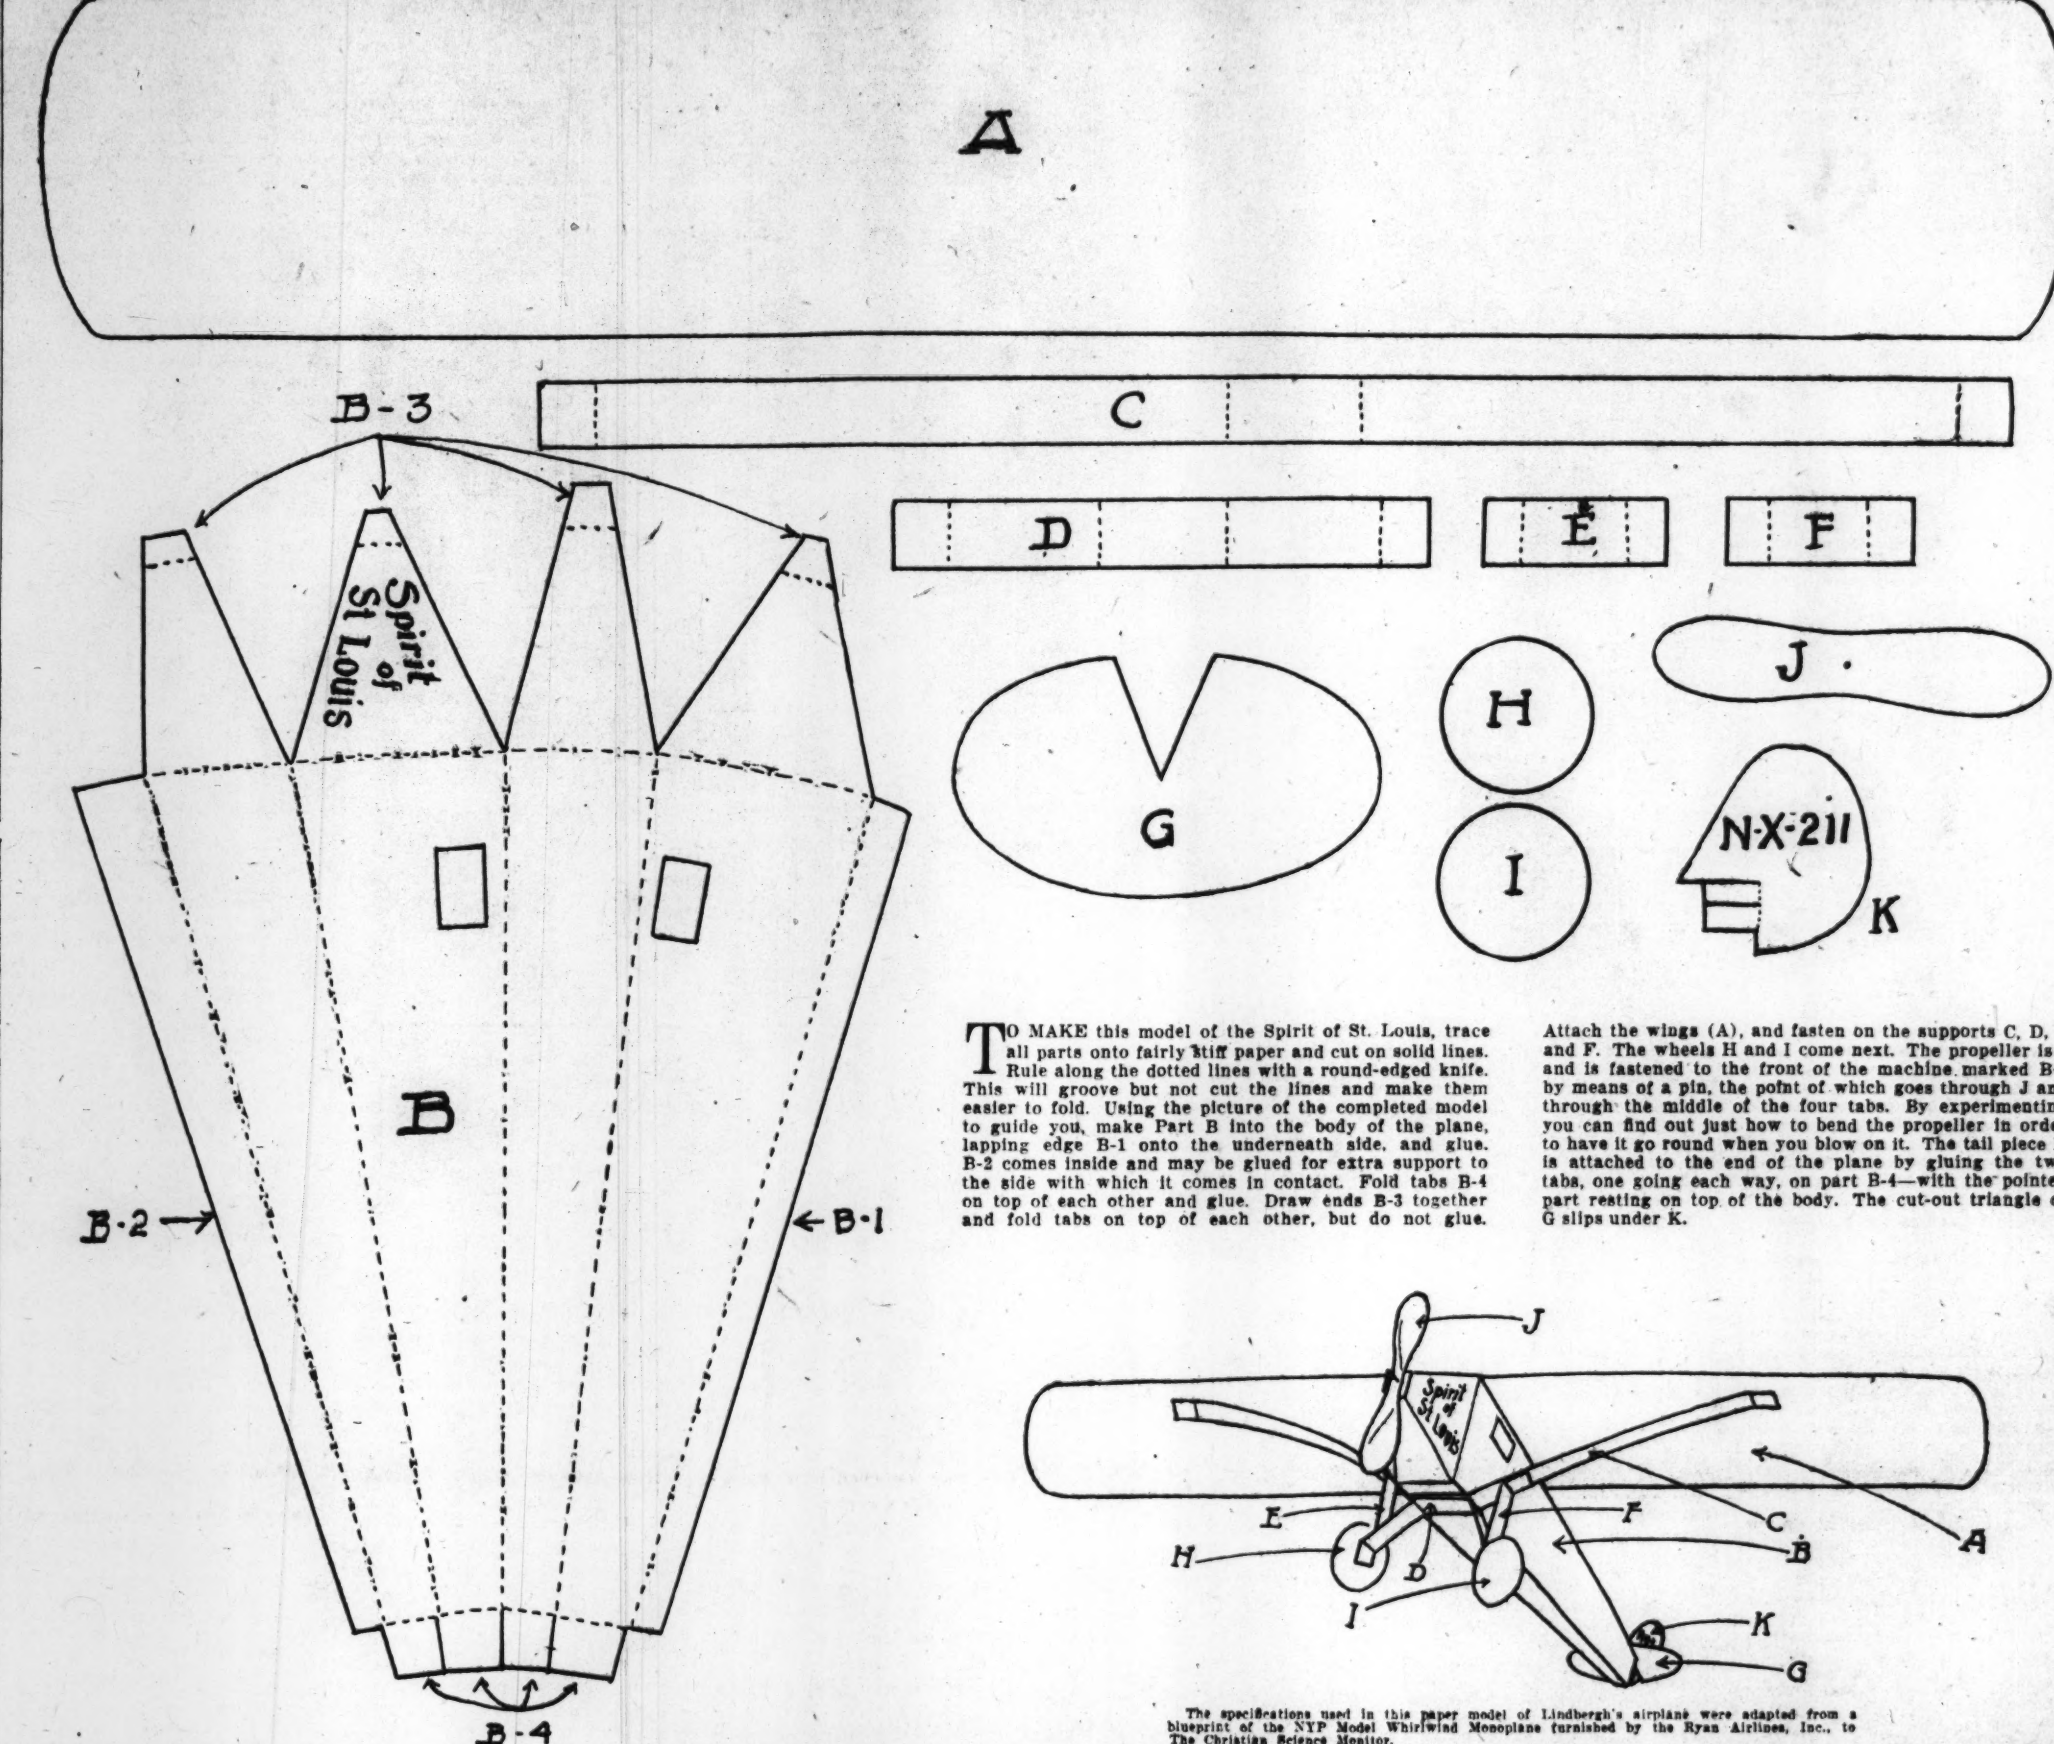 A
B-3
C
D
E
F
Spirit
of
St Louis
J
H
G
I
N-X-211
K
B
B-2
B-1
B-4
TO MAKE this model of the Spirit of St. Louis, trace
all parts onto fairly stiff paper and cut on solid lines.
Rule along the dotted lines with a round-edged knife.
This will groove but not cut the lines and make them
easier to fold. Using the picture of the completed model
to guide you, make Part B into the body of the plane,
lapping edge B-1 onto the underneath side, and glue.
B-2 comes inside and may be glued for extra support to
the side with which it comes in contact. Fold tabs B-4
on top of each other and glue. Draw ends B-3 together
and fold tabs on top of each other, but do not glue.
Attach the wings (A), and fasten on the supports C, D,
and F. The wheels H and I come next. The propeller is
and is fastened to the front of the machine marked B-
by means of a pin, the point of which goes through J
through the middle of the four tabs. By
you can find out just how to bend the propeller in
to have it go round when you blow on it. The tail piece
is attached to the end of the plane by gluing the
tabs, one going each way, on part B-4—with the
part resting on top of the body. The cut-out triangle
G slips under K.
J
Spirit
of
St Louis
E
F
C
A
H
D
B
I
K
G
The specifications used in this paper model of Lindbergh's airplane were adapted from a
blueprint of the NYP Model Whirlwind Monoplane furnished by the Ryan Airlines, Inc., to
The Christian Science Monitor.